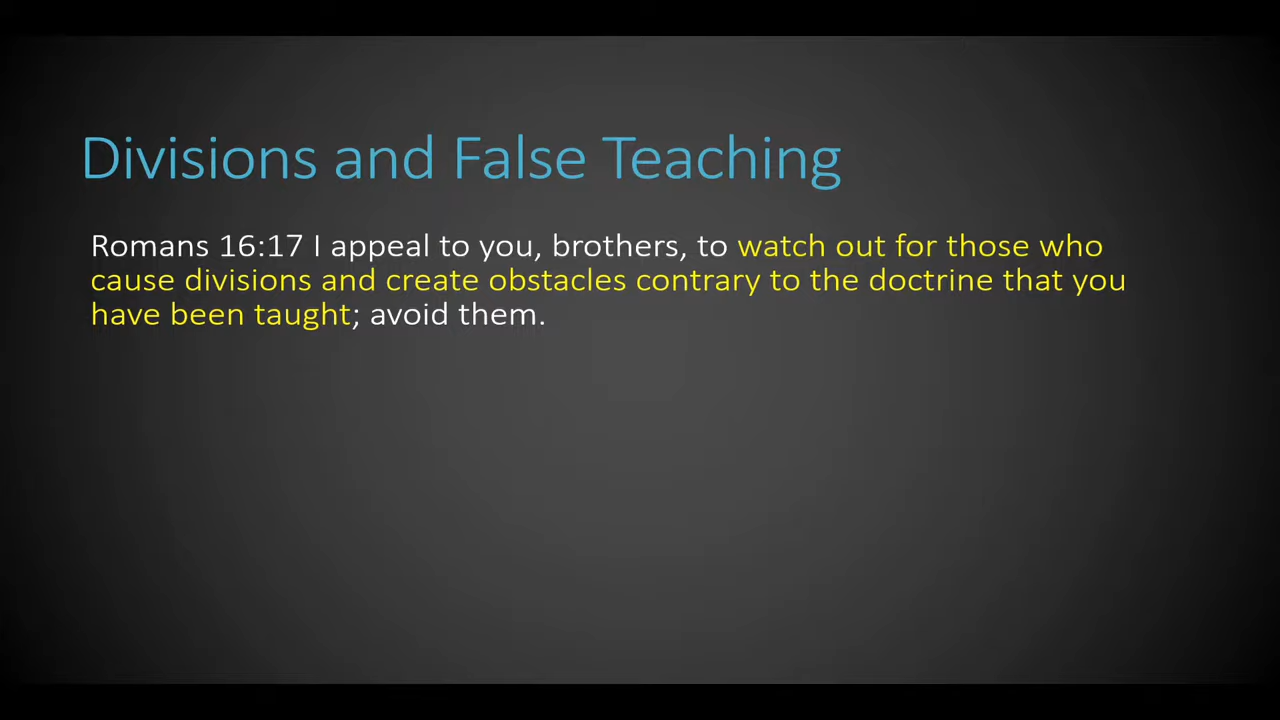 Divisions and False Teaching
Romans 16:17 I appeal to you, brothers, to watch out for those who
cause divisions and create obstacles contrary to the doctrine that you
have been taught; avoid them.